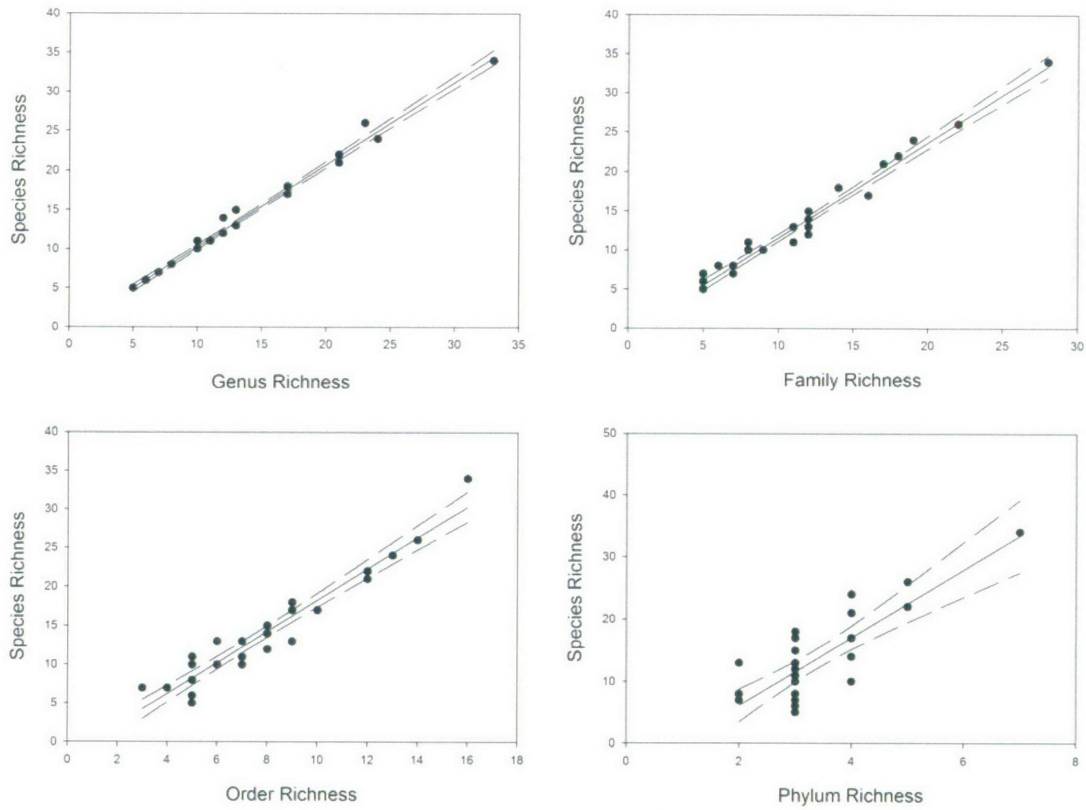 40
35
30
25
20
15
10
5
0
Species Richness
0 5 10 15 20 25 30 35
Genus Richness
40
35
30
25
20
15
10
5
0
Species Richness
0 5 10 15 20 25 30
Family Richness
40
35
30
25
20
15
10
5
0
Species Richness
0 2 4 6 8 10 12 14 16 18
Order Richness
50
40
30
20
10
0
Species Richness
0 2 4 6 8
Phylum Richness